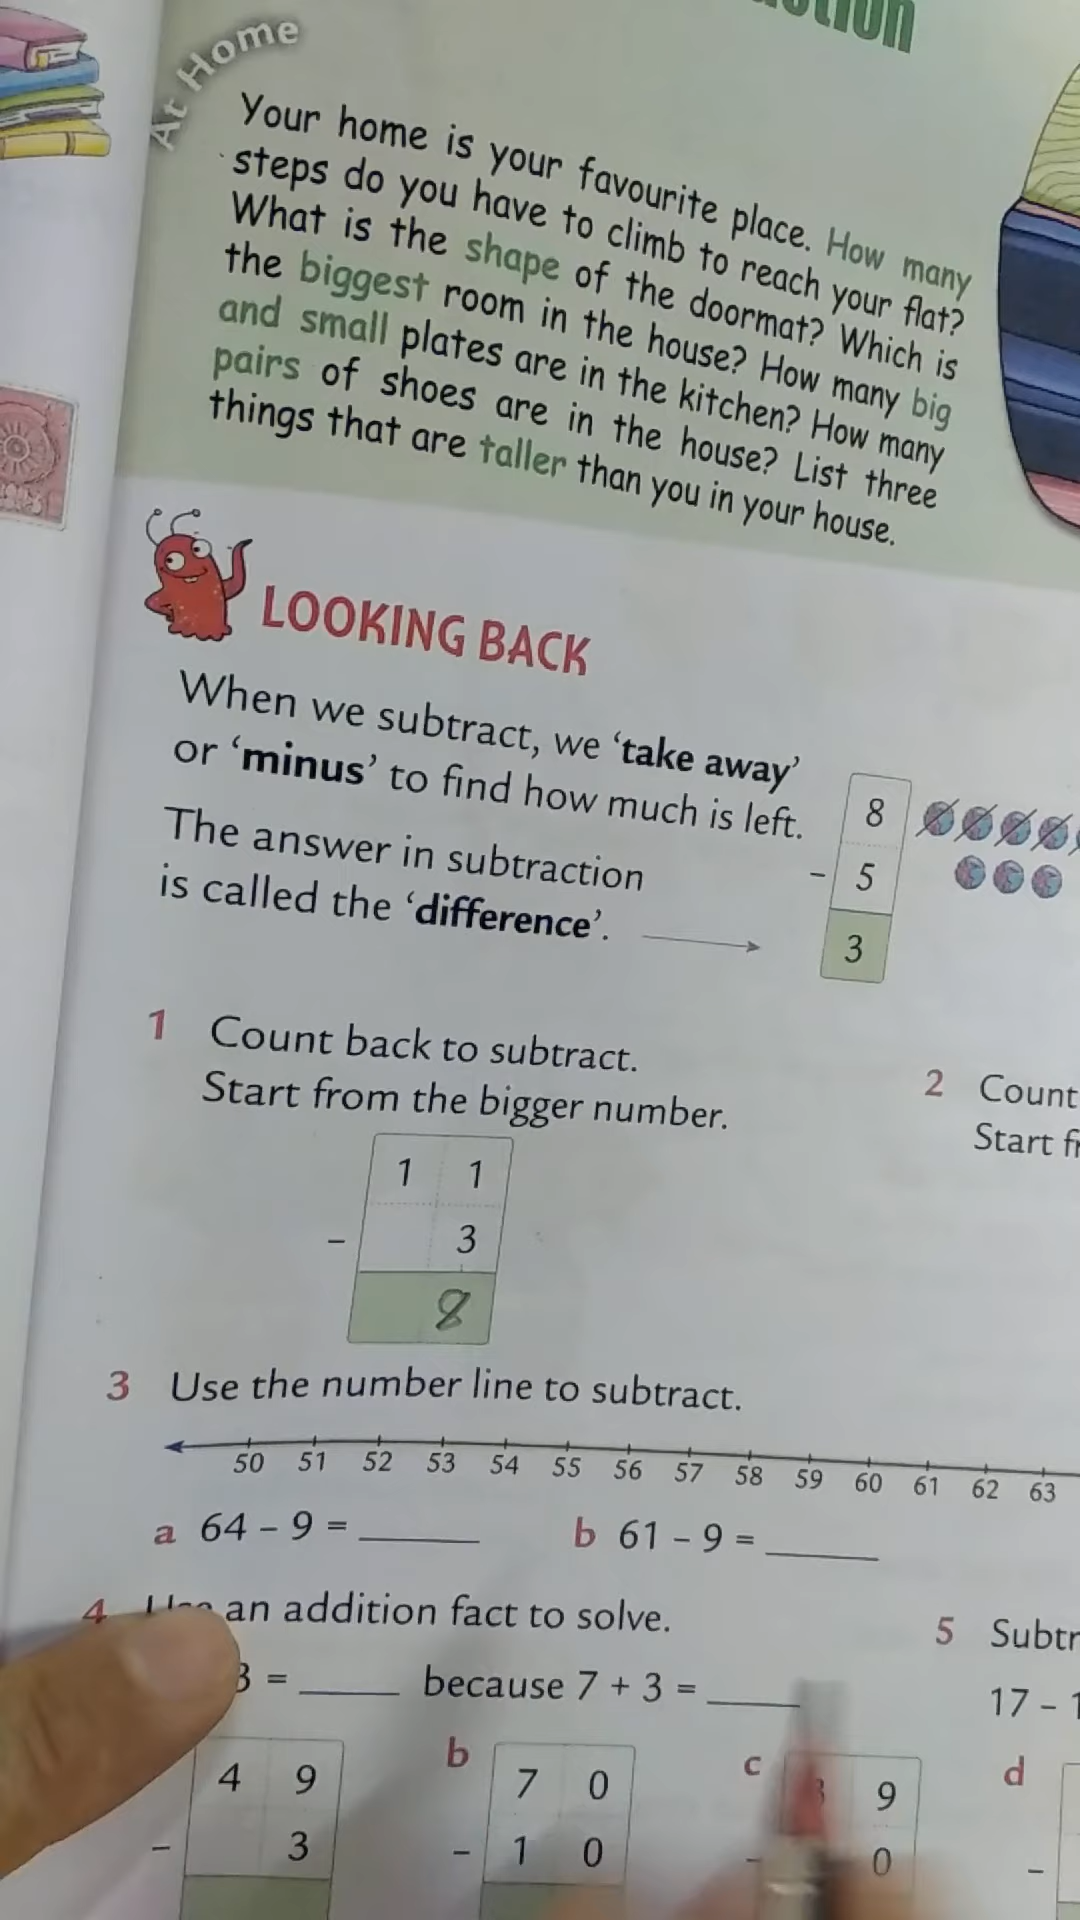 At Home
Your home is your favourite place. How many
steps do you have to climb to reach your flat?
What is the shape of the doormat? Which is
the biggest room in the house? How many big
and small plates are in the kitchen? How many
pairs of shoes are in the house? List three
things that are taller than you in your house.
LOOKING BACK
When we subtract, we ‘take away’
or ‘minus’ to find how much is left.
The answer in subtraction
is called the ‘difference’.
8
- 5
3
1 Count back to subtract.
Start from the bigger number.
1 1
- 3
8
2 Count
Start
3 Use the number line to subtract.
50 51 52 53 54 55 56 57 58 59 60 61 62 63
a 64 – 9 = ____
b 61 – 9 = ____
4 Use an addition fact to solve.
3 = ____ because 7 + 3 = ____
5
17 –
4 9
- 3
b
7 0
- 1 0
c
9
- 0
d
-